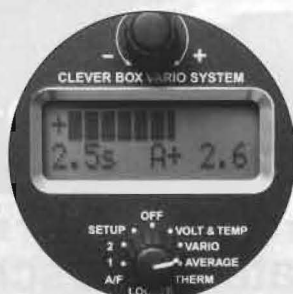 - +
CLEVER BOX VARIO SYSTEM
+
2.5s A+ 2.6
OFF
SETUP VOLT & TEMP
2 VARIO
1 AVERAGE
A/F THERM